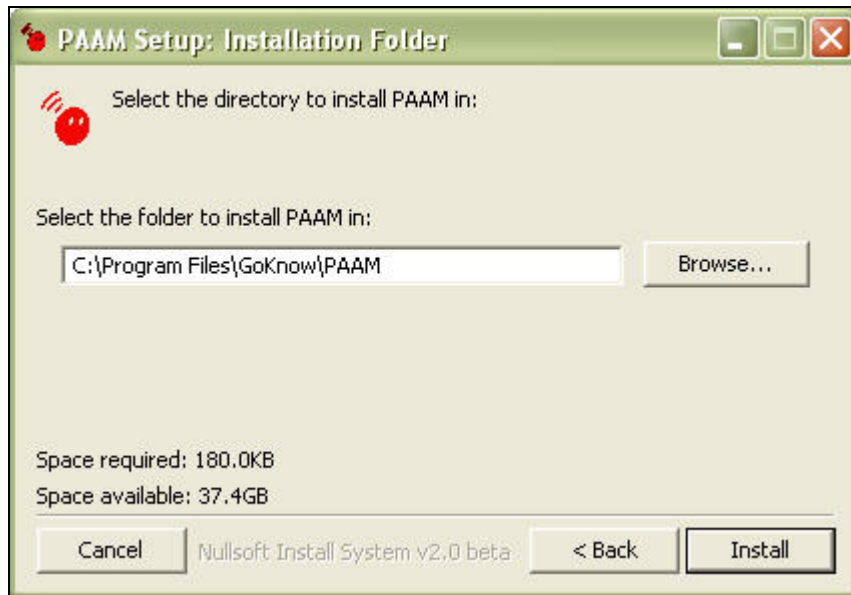 PAAM Setup: Installation Folder
Select the directory to install PAAM in:
Select the folder to install PAAM in:
C:\Program Files\GoKnow\PAAM
Browse...
Space required: 180.0KB
Space available: 37.4GB
Cancel
Nullsoft Install System v2.0 beta
< Back
Install